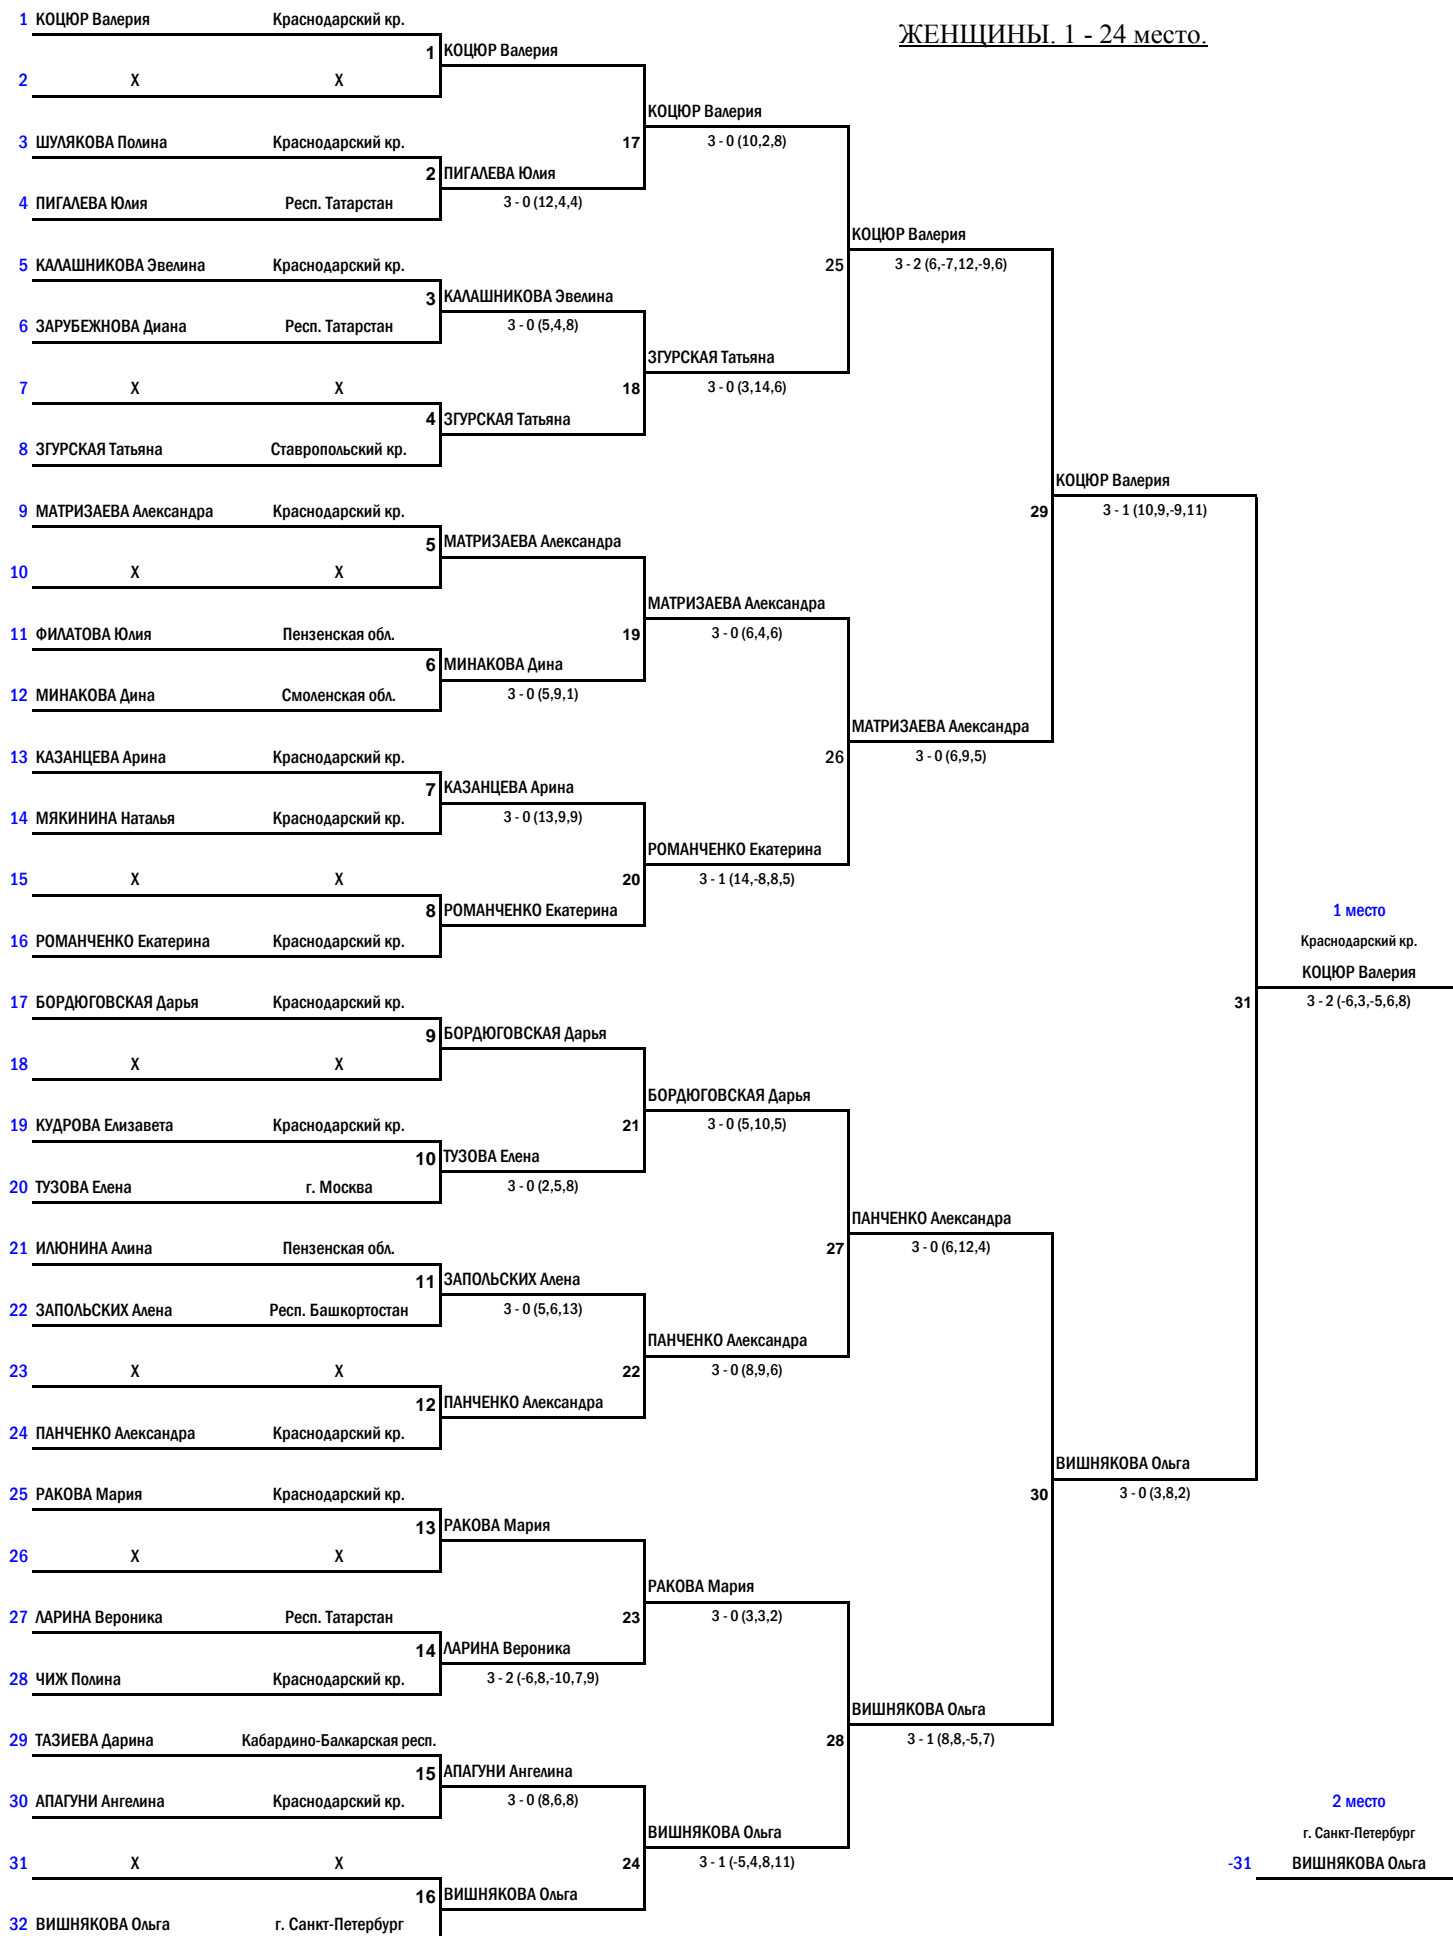 1 КОЦЮР Валерия Краснодарский кр.
ЖЕНЩИНЫ. 1 - 24 место.
1 КОЦЮР Валерия
2 X X
КОЦЮР Валерия
3 ШУЛЯКОВА Полина Краснодарский кр.
17 3 - 0 (10,2,8)
2 ПИГАЛЕВА Юлия
4 ПИГАЛЕВА Юлия Респ. Татарстан
3 - 0 (12,4,4)
КОЦЮР Валерия
5 КАЛАШНИКОВА Эвелина Краснодарский кр.
25 3 - 2 (6,-7,12,-9,6)
3 КАЛАШНИКОВА Эвелина
6 ЗАРУБЕЖНОВА Диана Респ. Татарстан
3 - 0 (5,4,8)
ЗГУРСКАЯ Татьяна
7 X X
18 3 - 0 (3,14,6)
4 ЗГУРСКАЯ Татьяна
8 ЗГУРСКАЯ Татьяна Ставропольский кр.
КОЦЮР Валерия
9 МАТРИЗАЕВА Александра Краснодарский кр.
29 3 - 1 (10,9,-9,11)
5 МАТРИЗАЕВА Александра
10 X X
МАТРИЗАЕВА Александра
11 ФИЛАТОВА Юлия Пензенская обл.
19 3 - 0 (6,4,6)
6 МИНАКОВА Дина
12 МИНАКОВА Дина Смоленская обл.
3 - 0 (5,9,1)
МАТРИЗАЕВА Александра
13 КАЗАНЦЕВА Арина Краснодарский кр.
26 3 - 0 (6,9,5)
7 КАЗАНЦЕВА Арина
14 МЯКИНИНА Наталья Краснодарский кр.
3 - 0 (13,9,9)
РОМАНЧЕНКО Екатерина
15 X X
20 3 - 1 (14,-8,8,5)
8 РОМАНЧЕНКО Екатерина
1 место
16 РОМАНЧЕНКО Екатерина Краснодарский кр.
Краснодарский кр.
КОЦЮР Валерия
17 БОРДЮГОВСКАЯ Дарья Краснодарский кр.
31 3 - 2 (-6,3,-5,6,8)
9 БОРДЮГОВСКАЯ Дарья
18 X X
БОРДЮГОВСКАЯ Дарья
19 КУДРОВА Елизавета Краснодарский кр.
21 3 - 0 (5,10,5)
10 ТУЗОВА Елена
20 ТУЗОВА Елена г. Москва
3 - 0 (2,5,8)
ПАНЧЕНКО Александра
21 ИЛЮНИНА Алина Пензенская обл.
27 3 - 0 (6,12,4)
11 ЗАПОЛЬСКИХ Алена
22 ЗАПОЛЬСКИХ Алена Респ. Башкортостан
3 - 0 (5,6,13)
ПАНЧЕНКО Александра
23 X X
22 3 - 0 (8,9,6)
12 ПАНЧЕНКО Александра
24 ПАНЧЕНКО Александра Краснодарский кр.
ВИШНЯКОВА Ольга
25 РАКОВА Мария Краснодарский кр.
30 3 - 0 (3,8,2)
13 РАКОВА Мария
26 X X
РАКОВА Мария
27 ЛАРИНА Вероника Респ. Татарстан
23 3 - 0 (3,3,2)
14 ЛАРИНА Вероника
28 ЧИЖ Полина Краснодарский кр.
3 - 2 (-6,8,-10,7,9)
ВИШНЯКОВА Ольга
29 ТАЗИЕВА Дарина Кабардино-Балкарская респ.
28 3 - 1 (8,8,-5,7)
15 АПАГУНИ Ангелина
30 АПАГУНИ Ангелина Краснодарский кр.
3 - 0 (8,6,8)
2 место
ВИШНЯКОВА Ольга
г. Санкт-Петербург
31 X X
24 3 - 1 (-5,4,8,11)
-31 ВИШНЯКОВА Ольга
16 ВИШНЯКОВА Ольга
32 ВИШНЯКОВА Ольга г. Санкт-Петербург